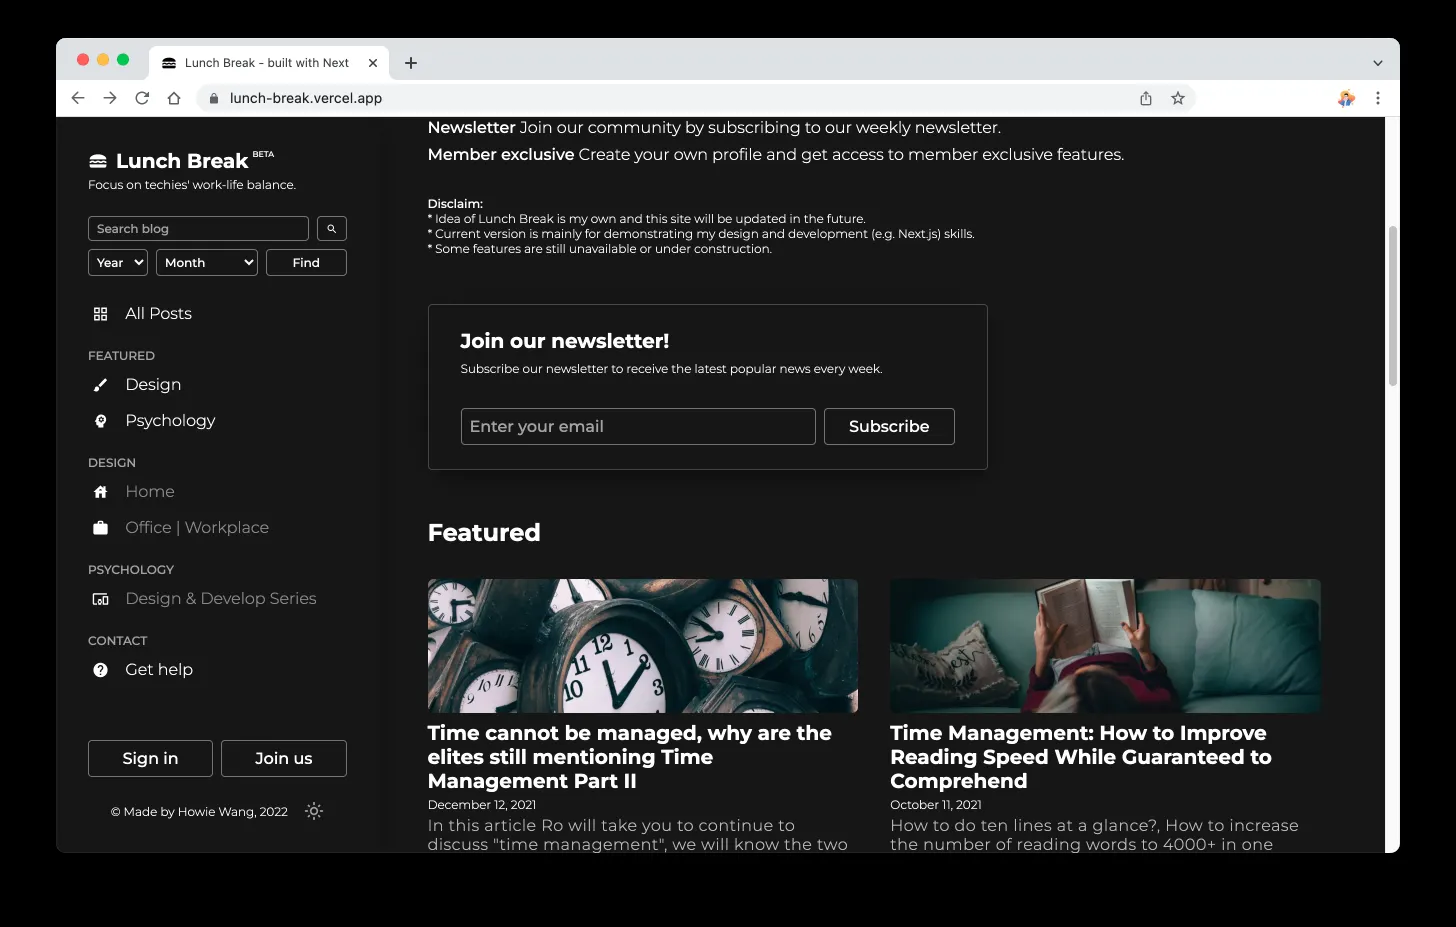 Lunch Break - built with Next
lunch-break.vercel.app
Lunch Break BETA
Focus on techies' work-life balance.
Search blog
Year Month Find
All Posts
FEATURED
Design
Psychology
DESIGN
Home
Office | Workplace
PSYCHOLOGY
Design & Develop Series
CONTACT
Get help
Sign in Join us
© Made by Howie Wang, 2022
Newsletter Join our community by subscribing to our weekly newsletter.
Member exclusive Create your own profile and get access to member exclusive features.
Disclaim:
* Idea of Lunch Break is my own and this site will be updated in the future.
* Current version is mainly for demonstrating my design and development (e.g. Next.js) skills.
* Some features are still unavailable or under construction.
Join our newsletter!
Subscribe our newsletter to receive the latest popular news every week.
Enter your email Subscribe
Featured
12
11 1
10 2
3
4
5
Time cannot be managed, why are the
elites still mentioning Time
Management Part II
December 12, 2021
In this article Ro will take you to continue to
discuss "time management", we will know the two
Time Management: How to Improve
Reading Speed While Guaranteed to
Comprehend
October 11, 2021
How to do ten lines at a glance?, How to increase
the number of reading words to 4000+ in one